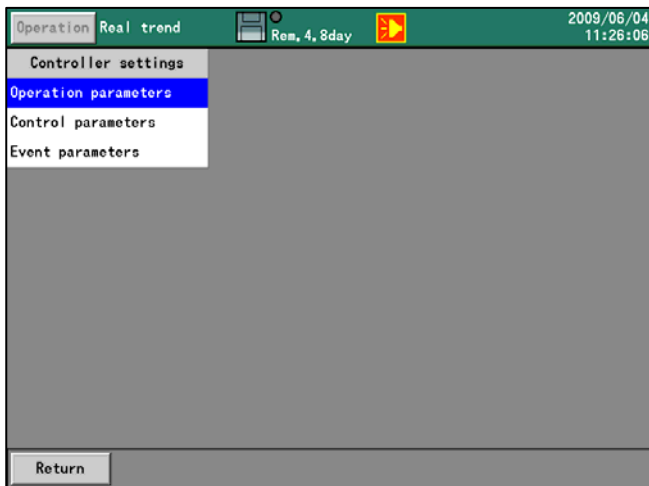 Operation Real trend
Rem. 4.8day
2009/06/04
11:26:06
Controller settings
Operation parameters
Control parameters
Event parameters
Return